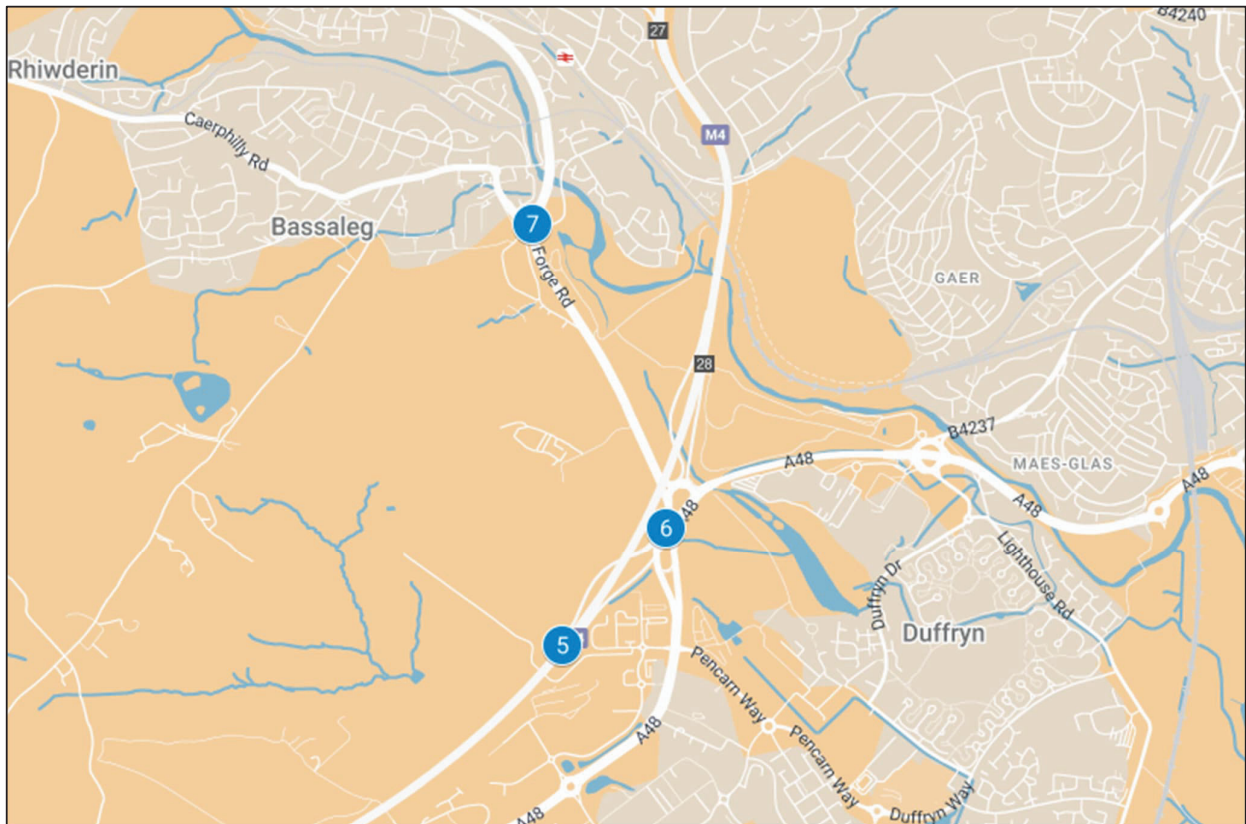 B4240
27
Rhiwderin
M4
Caerphilly Rd
7
Bassaleg
Forge Rd
GAER
28
B4237
A48
MAES-GLAS
A48
A48
A48
6
Lighthouse Rd
Duffryn Dr
Duffryn
5
Pencarn Way
A48
Pencarn Way
Duffryn Way
A48